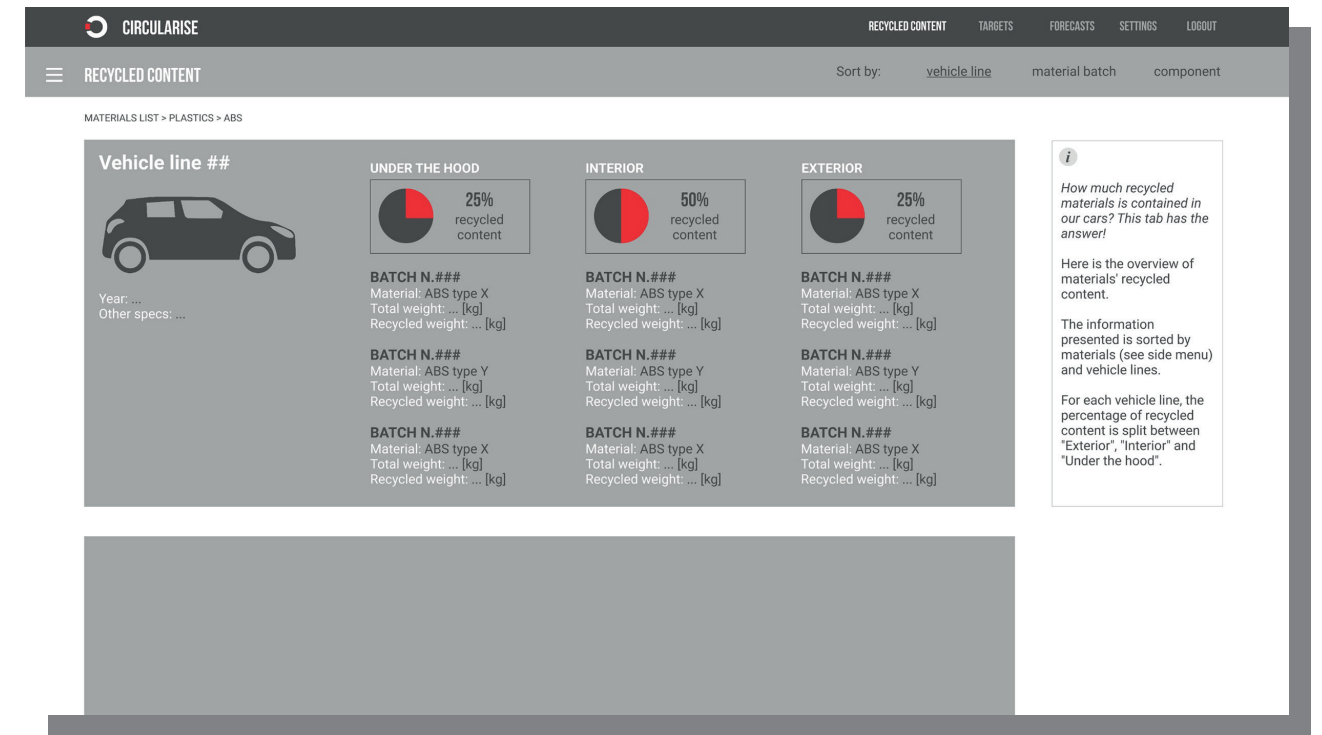 CIRCULARISE
RECYCLED CONTENT TARGETS FORECASTS SETTINGS LOGOUT
RECYCLED CONTENT
Sort by: vehicle line material batch component
MATERIALS LIST > PLASTICS > ABS
Vehicle line ##
Year: ...
Other specs: ...
UNDER THE HOOD
25%
recycled
content
BATCH N.###
Material: ABS type X
Total weight: ... [kg]
Recycled weight: ... [kg]
BATCH N.###
Material: ABS type Y
Total weight: ... [kg]
Recycled weight: ... [kg]
BATCH N.###
Material: ABS type X
Total weight: ... [kg]
Recycled weight: ... [kg]
INTERIOR
50%
recycled
content
BATCH N.###
Material: ABS type X
Total weight: ... [kg]
Recycled weight: ... [kg]
BATCH N.###
Material: ABS type Y
Total weight: ... [kg]
Recycled weight: ... [kg]
BATCH N.###
Material: ABS type X
Total weight: ... [kg]
Recycled weight: ... [kg]
EXTERIOR
25%
recycled
content
BATCH N.###
Material: ABS type X
Total weight: ... [kg]
Recycled weight: ... [kg]
BATCH N.###
Material: ABS type Y
Total weight: ... [kg]
Recycled weight: ... [kg]
BATCH N.###
Material: ABS type X
Total weight: ... [kg]
Recycled weight: ... [kg]
i
How much recycled
materials is contained in
our cars? This tab has the
answer!
Here is the overview of
materials' recycled
content.
The information
presented is sorted by
materials (see side menu)
and vehicle lines.
For each vehicle line, the
percentage of recycled
content is split between
"Exterior", "Interior" and
"Under the hood".